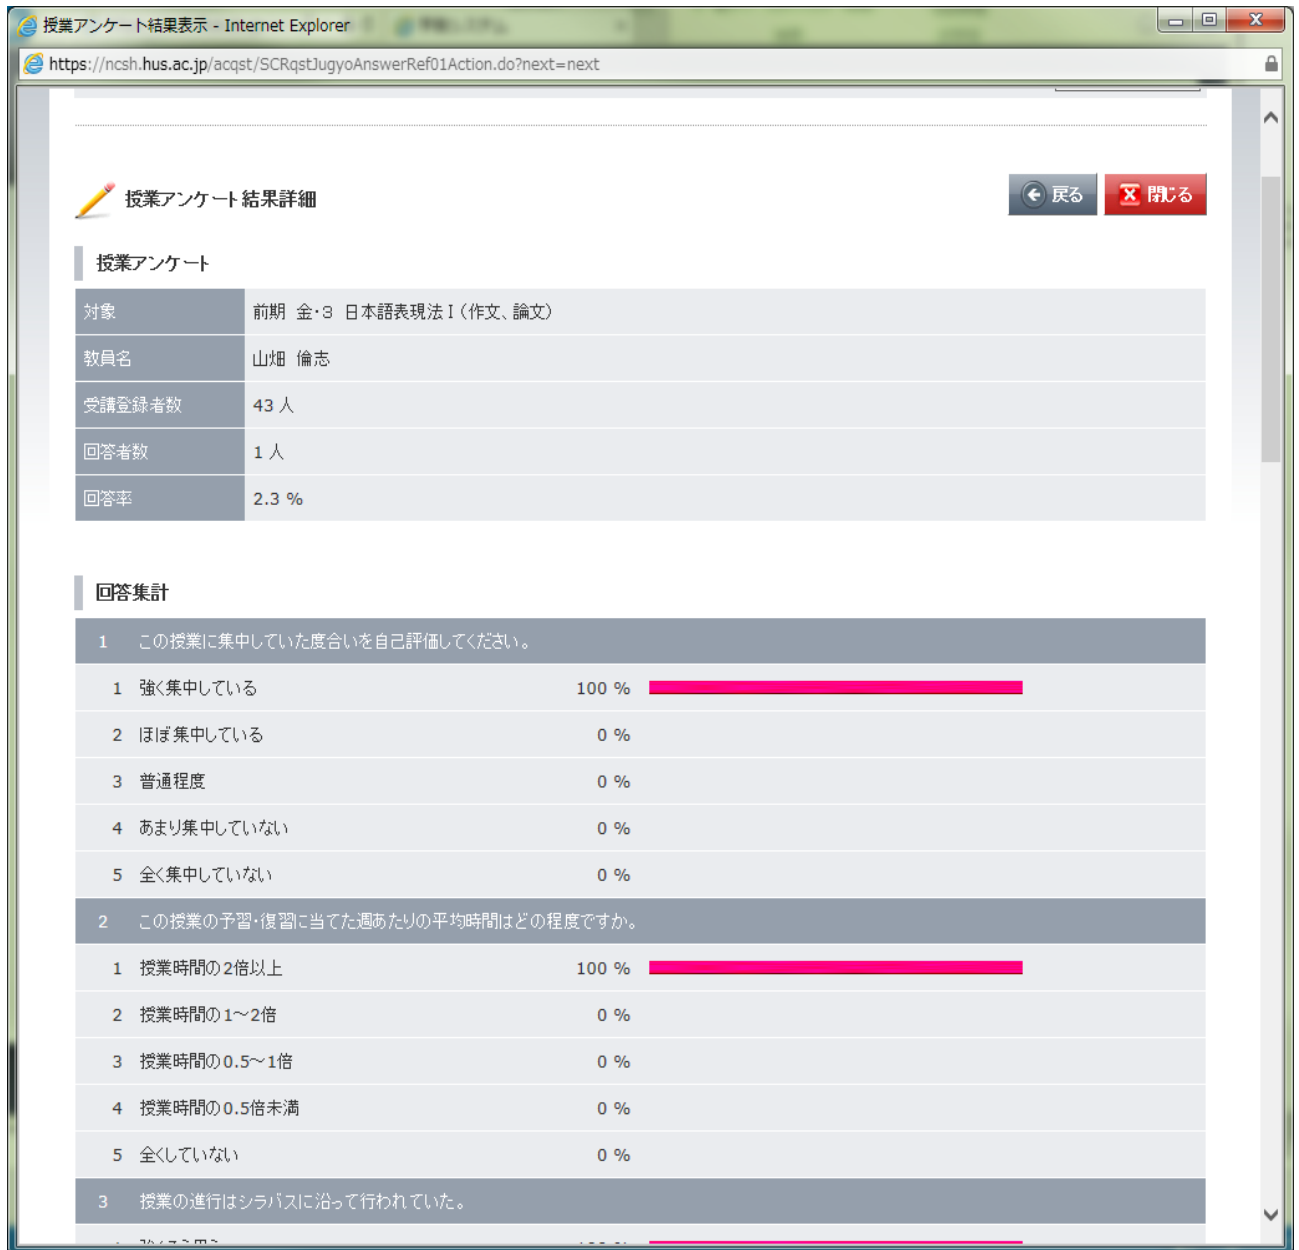 授業アンケート結果表示 - Internet Explorer
https://ncsh.hus.ac.jp/acqst/SCRqstJugyoAnswerRef01Action.do?next=next
授業アンケート結果詳細
戻る
閉じる
授業アンケート
対象 前期 金・3 日本語表現法Ⅰ(作文、論文)
教員名 山畑 倫志
受講登録者数 43 人
回答者数 1 人
回答率 2.3 %
回答集計
1 この授業に集中していた度合いを自己評価してください。
1 強く集中している 100 %
2 ほぼ集中している 0 %
3 普通程度 0 %
4 あまり集中していない 0 %
5 全く集中していない 0 %
2 この授業の予習・復習に当てた週あたりの平均時間はどの程度ですか。
1 授業時間の2倍以上 100 %
2 授業時間の1～2倍 0 %
3 授業時間の0.5～1倍 0 %
4 授業時間の0.5倍未満 0 %
5 全くしていない 0 %
3 授業の進行はシラバスに沿って行われていた。